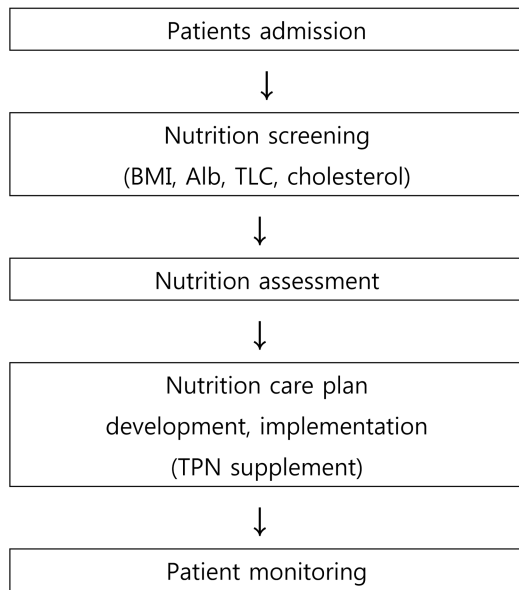 Patients admission
↓
Nutrition screening
(BMI, Alb, TLC, cholesterol)
↓
Nutrition assessment
↓
Nutrition care plan
development, implementation
(TPN supplement)
↓
Patient monitoring